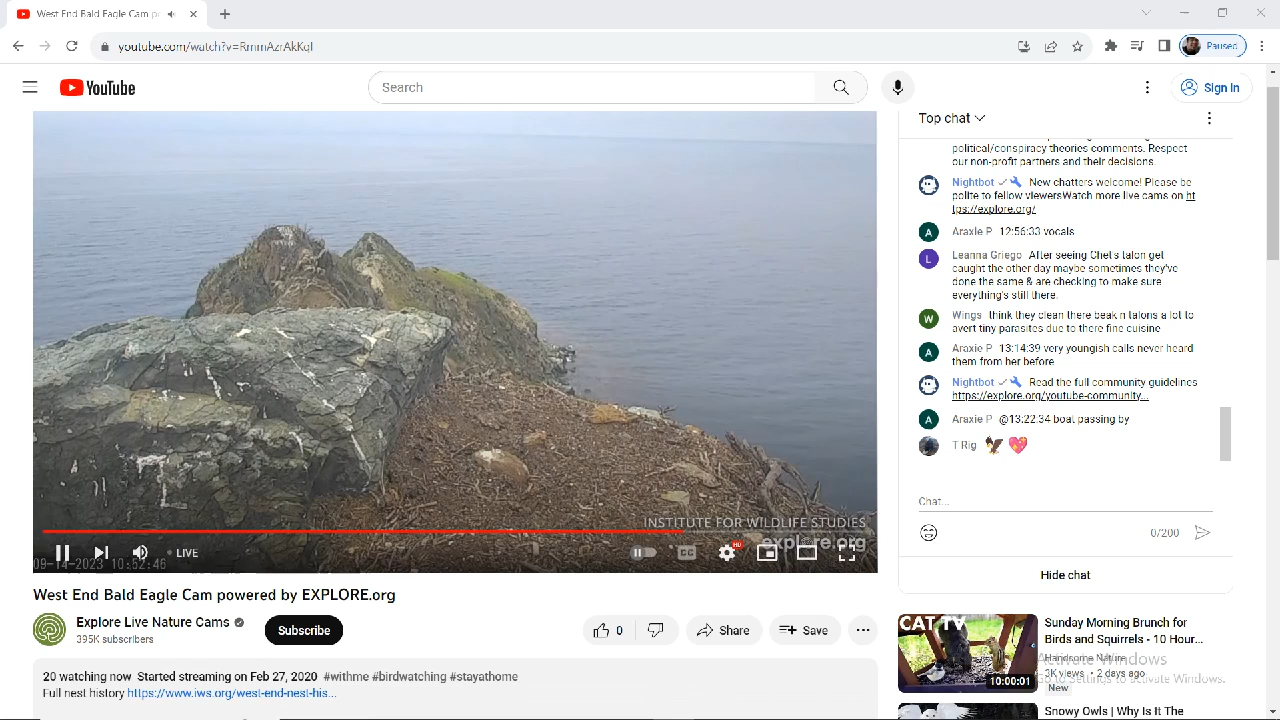 West End Bald Eagle Cam po
youtube.com/watch?v=RmmAzrAkKqI
Paused
YouTube
Search
Sign in
Top chat
political/conspiracy theories comments. Respect
our non-profit partners and their decisions.
Nightbot New chatters welcome! Please be
polite to fellow viewersWatch more live cams on ht
tps://explore.org/
A Araxie P 12:56:33 vocals
L Leanna Griego After seeing Chet's talon get
caught the other day maybe sometimes they've
done the same & are checking to make sure
everything's still there.
W Wings think they clean there beak n talons a lot to
avert tiny parasites due to there fine cuisine
A Araxie P 13:14:39 very youngish calls never heard
them from her before
Nightbot Read the full community guidelines
https://explore.org/youtube-community...
A Araxie P @13:22:34 boat passing by
T Rig
Chat...
0/200
Hide chat
INSTITUTE FOR WILDLIFE STUDIES
explore.org
LIVE
CC
HD
09-14-2023 10:52:46
West End Bald Eagle Cam powered by EXPLORE.org
Explore Live Nature Cams
395K subscribers
Subscribe
0
Share
Save
20 watching now Started streaming on Feb 27, 2020 #withme #birdwatching #stayathome
Full nest history https://www.iws.org/west-end-nest-his...
CAT TV
10:00:01
Sunday Morning Brunch for
Birds and Squirrels - 10 Hour...
Handsome Nature
3K views • 2 days ago
New
Activate Windows
Go to Settings to activate Windows.
Snowy Owls | Why Is It The